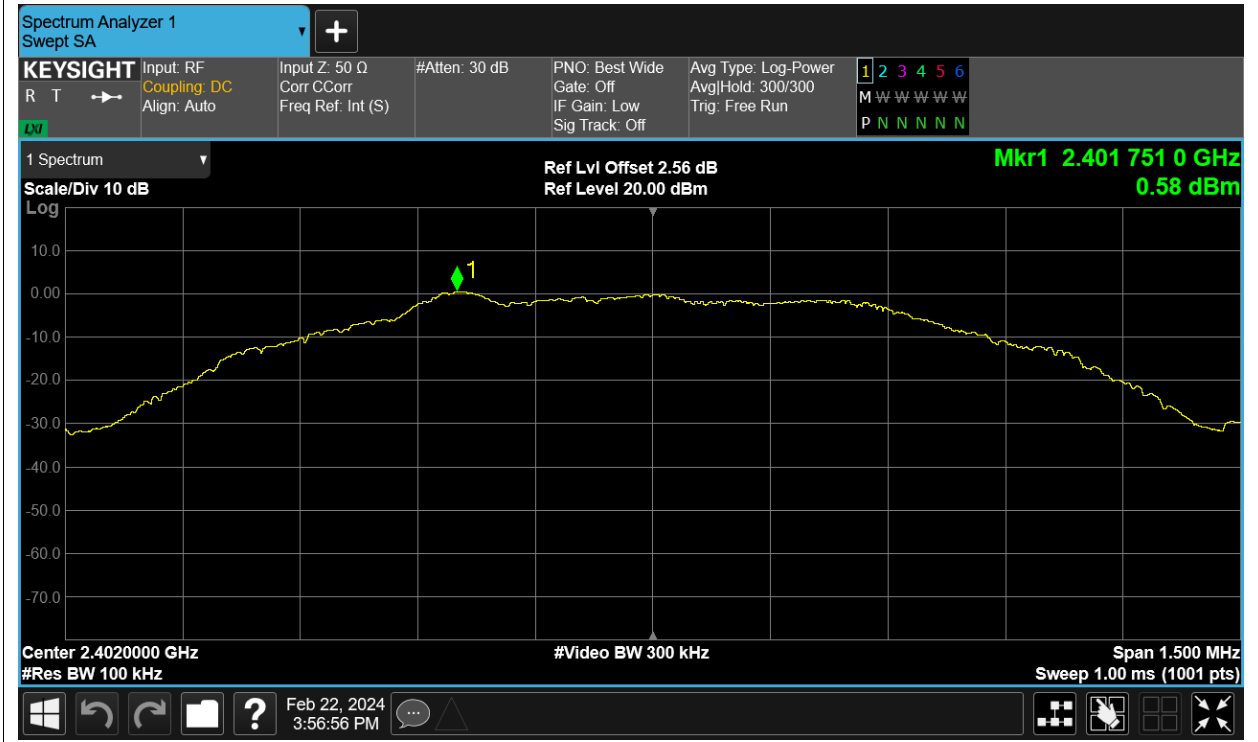 Spectrum Analyzer 1
Swept SA
KEYSIGHT
R T
LXI
Input: RF
Coupling: DC
Align: Auto
Input Z: 50 Ω
Corr CCorr
Freq Ref: Int (S)
#Atten: 30 dB
PNO: Best Wide
Gate: Off
IF Gain: Low
Sig Track: Off
Avg Type: Log-Power
Avg|Hold: 300/300
Trig: Free Run
1 2 3 4 5 6
M W W W W W
P N N N N N
1 Spectrum
Scale/Div 10 dB
Log
Ref Lvl Offset 2.56 dB
Ref Level 20.00 dBm
Mkr1 2.401 751 0 GHz
0.58 dBm
1
10.0
0.00
-10.0
-20.0
-30.0
-40.0
-50.0
-60.0
-70.0
Center 2.4020000 GHz
#Res BW 100 kHz
#Video BW 300 kHz
Span 1.500 MHz
Sweep 1.00 ms (1001 pts)
?
Feb 22, 2024
3:56:56 PM